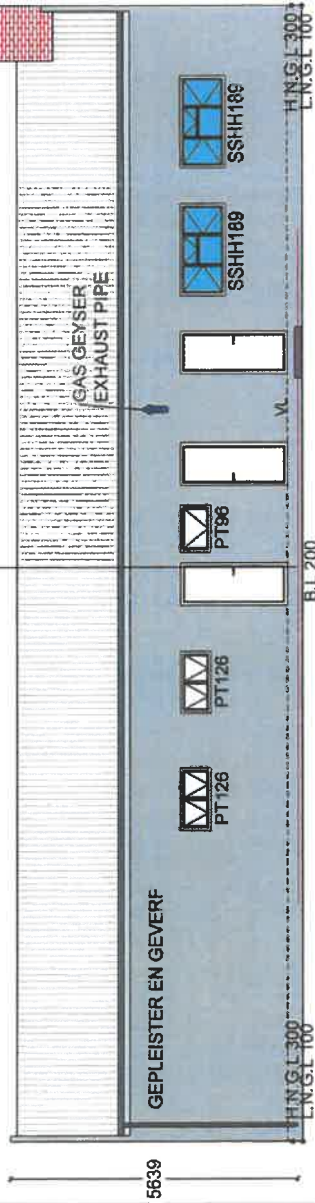 GAS GEYSER
EXHAUST PIPE
SSHH189
SSHH189
PT96
PT126
PT126
GEPLEISTER EN GEVERF
VL
H.N.G.L 300
L.N.G.L 100
B.L 200
H.N.G.L 300
L.N.G.L 100
5639